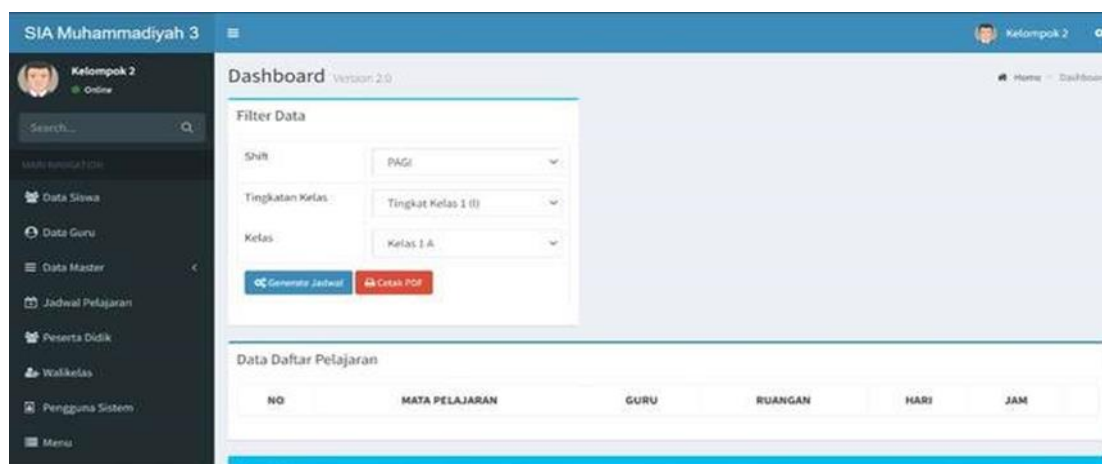 SIA Muhammadiyah 3
Kelompok 2
Kelompok 2
Online
Search...
MAIN NAVIGATION
Data Siswa
Data Guru
Data Master
Jadwal Pelajaran
Peserta Didik
Walikelas
Pengguna Sistem
Menu
Dashboard Version 2.0
Home
Filter Data
Shift PAGI
Tingkatan Kelas Tingkat Kelas 1 (I)
Kelas Kelas 1 A
Generate Jadwal Cetak PDF
Data Daftar Pelajaran
NO MATA PELAJARAN GURU RUANGAN HARI JAM